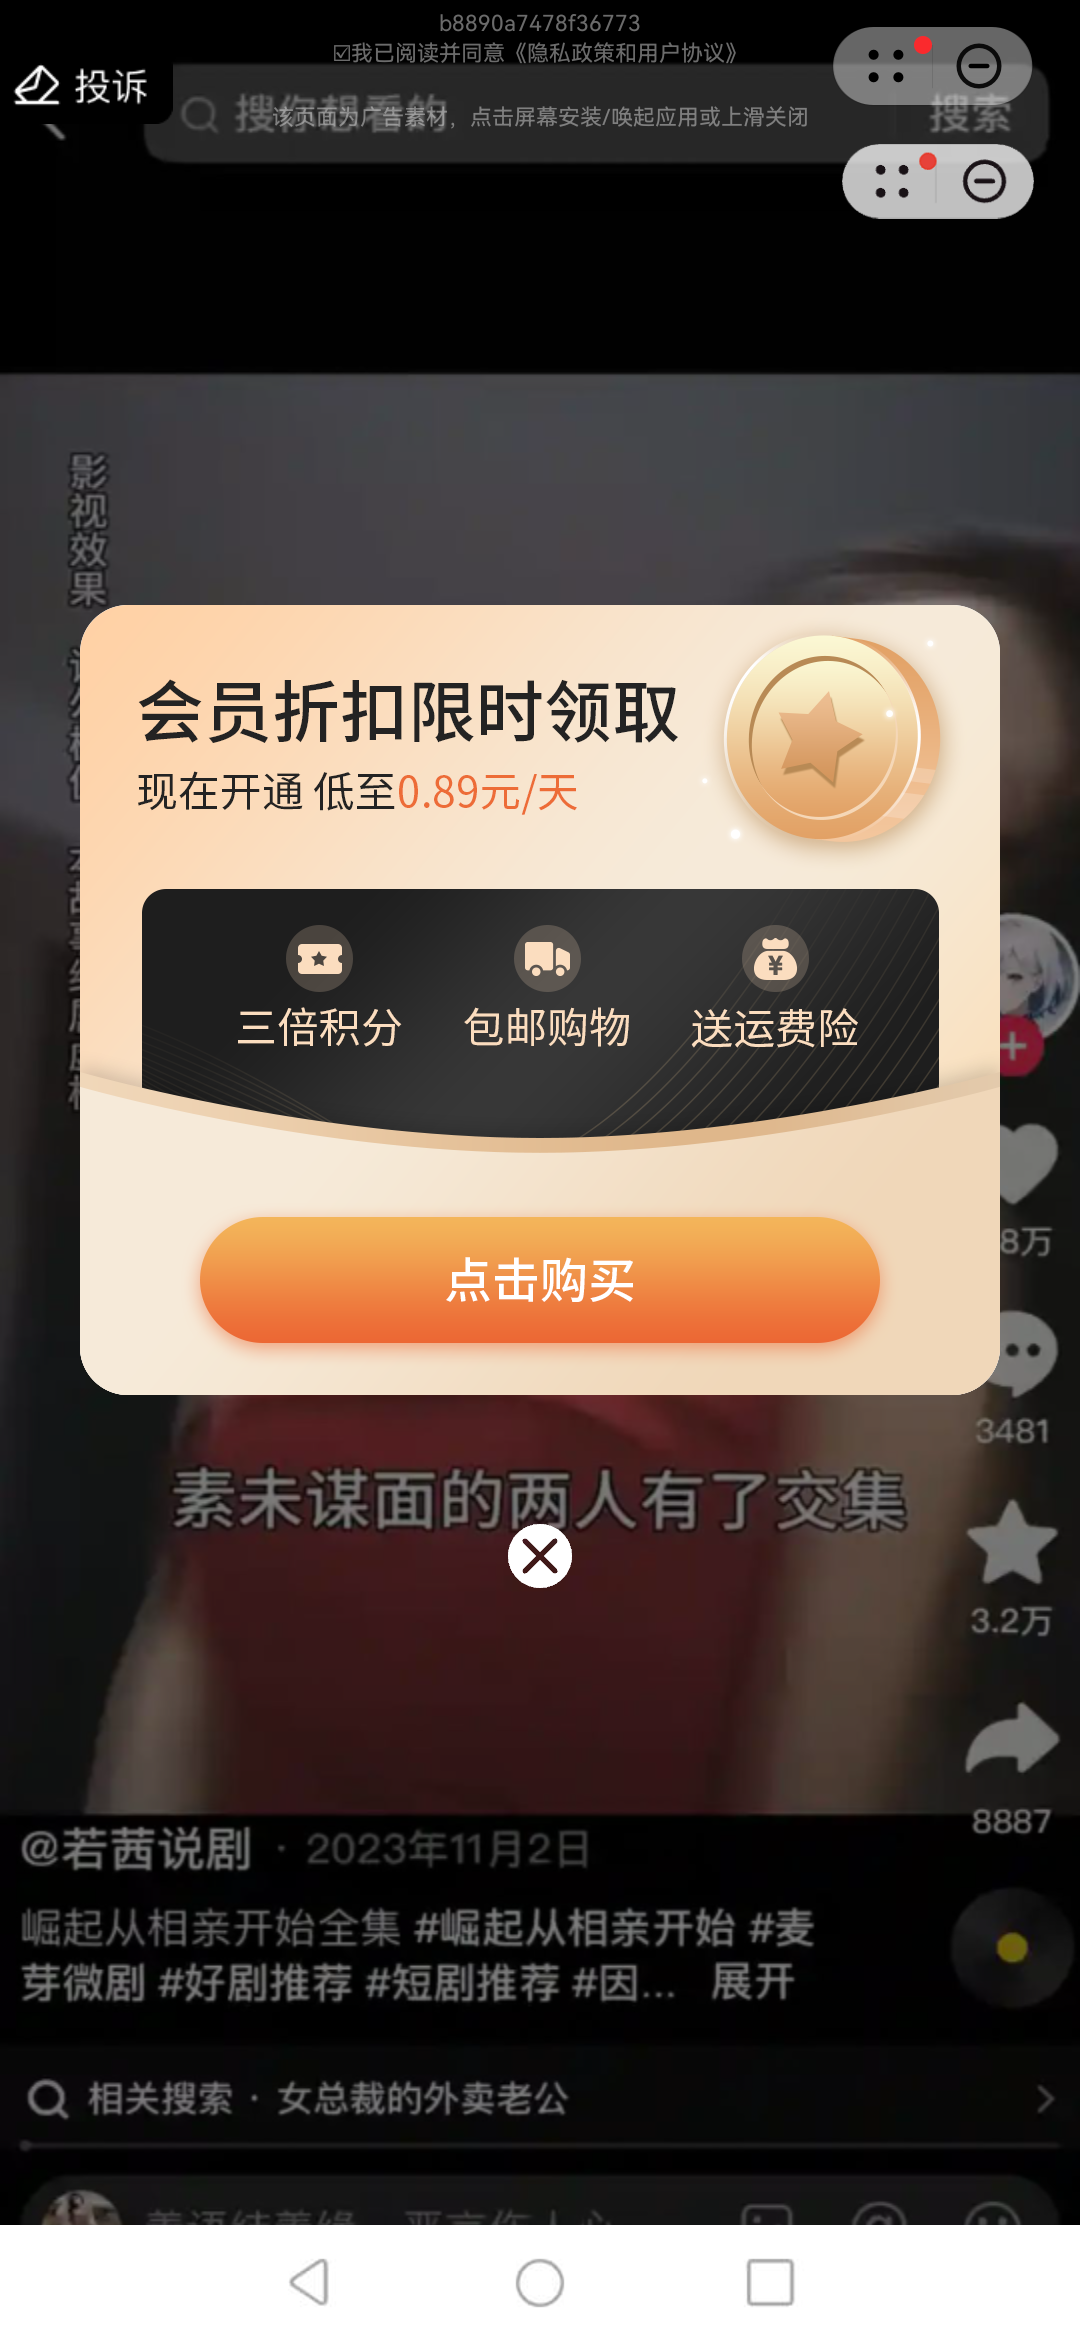 b8890a7478f36773
☑我已阅读并同意《隐私政策和用户协议》
投诉
搜你想看的
搜索
该页面为广告素材，点击屏幕安装/唤起应用或上滑关闭
影视效果
会员折扣限时领取
现在开通 低至0.89元/天
三倍积分 包邮购物 送运费险
点击购买
8万
3481
素未谋面的两人有了交集
3.2万
8887
@若茜说剧 · 2023年11月2日
崛起从相亲开始全集 #崛起从相亲开始 #麦
芽微剧 #好剧推荐 #短剧推荐 #因... 展开
相关搜索 · 女总裁的外卖老公